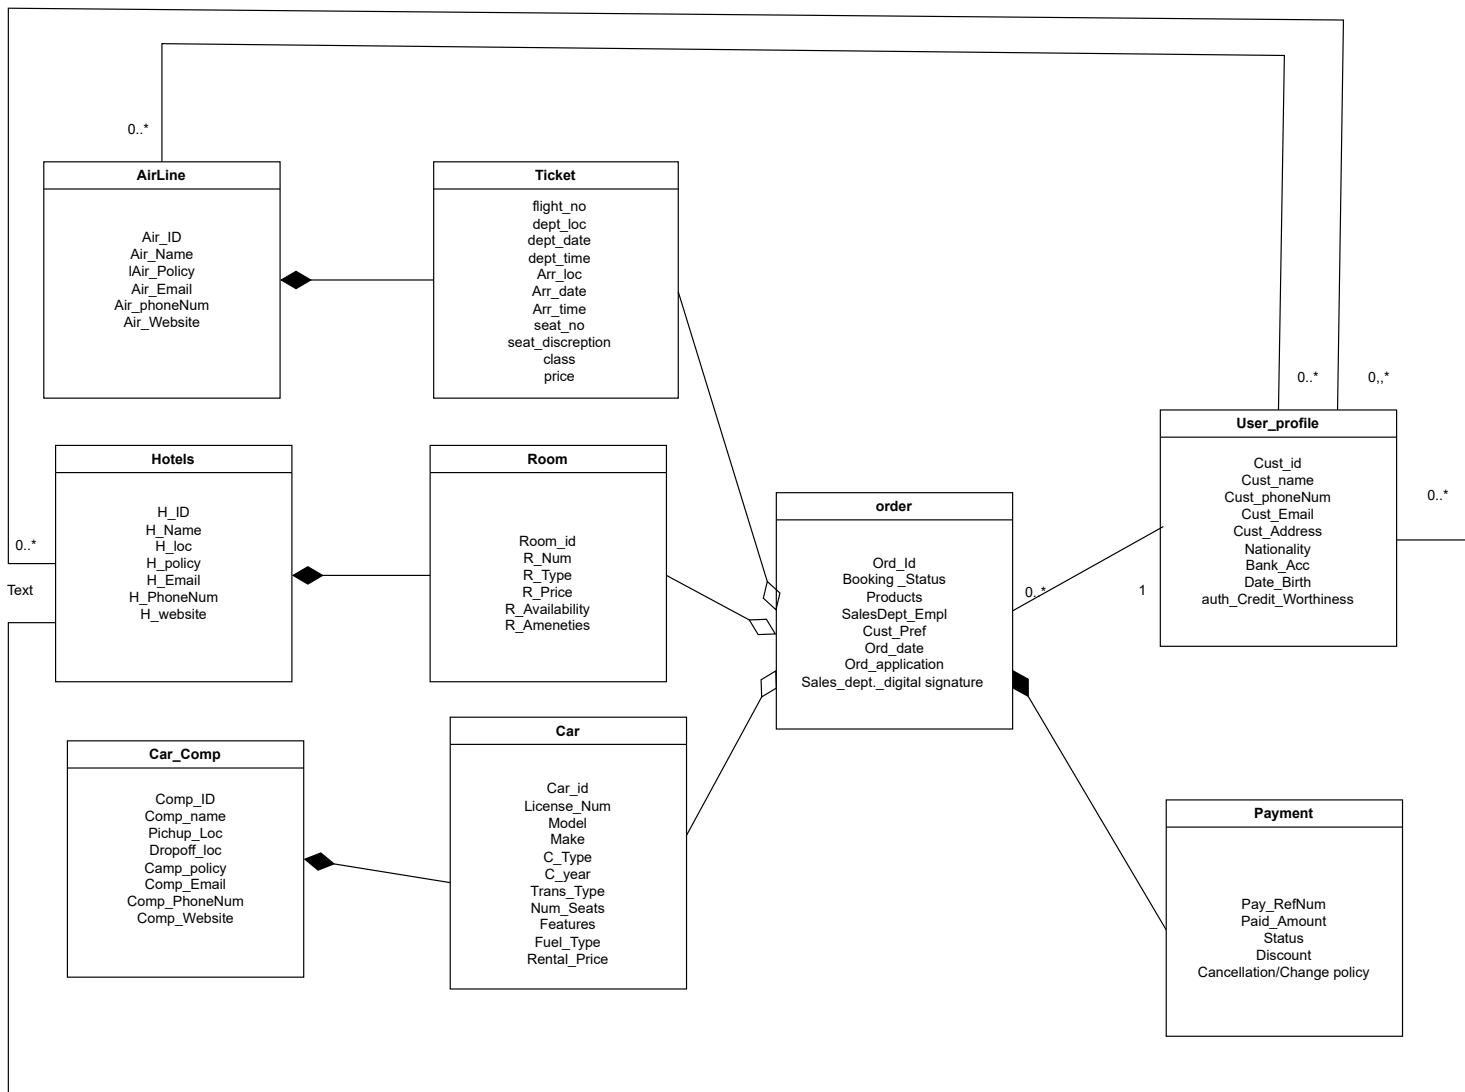 0..*
AirLine
Air_ID
Air_Name
lAir_Policy
Air_Email
Air_phoneNum
Air_Website
Ticket
flight_no
dept_loc
dept_date
dept_time
Arr_loc
Arr_date
Arr_time
seat_no
seat_discreption
class
price
0..*
0,,*
User_profile
Cust_id
Cust_name
Cust_phoneNum
Cust_Email
Cust_Address
Nationality
Bank_Acc
Date_Birth
auth_Credit_Worthiness
0..*
Hotels
H_ID
H_Name
H_loc
H_policy
H_Email
H_PhoneNum
H_website
0..*
Text
Room
Room_id
R_Num
R_Type
R_Price
R_Availability
R_Ameneties
order
Ord_Id
Booking _Status
Products
SalesDept_Empl
Cust_Pref
Ord_date
Ord_application
Sales_dept._digital signature
0..*
1
Car_Comp
Comp_ID
Comp_name
Pichup_Loc
Dropoff_loc
Camp_policy
Comp_Email
Comp_PhoneNum
Comp_Website
Car
Car_id
License_Num
Model
Make
C_Type
C_year
Trans_Type
Num_Seats
Features
Fuel_Type
Rental_Price
Payment
Pay_RefNum
Paid_Amount
Status
Discount
Cancellation/Change policy